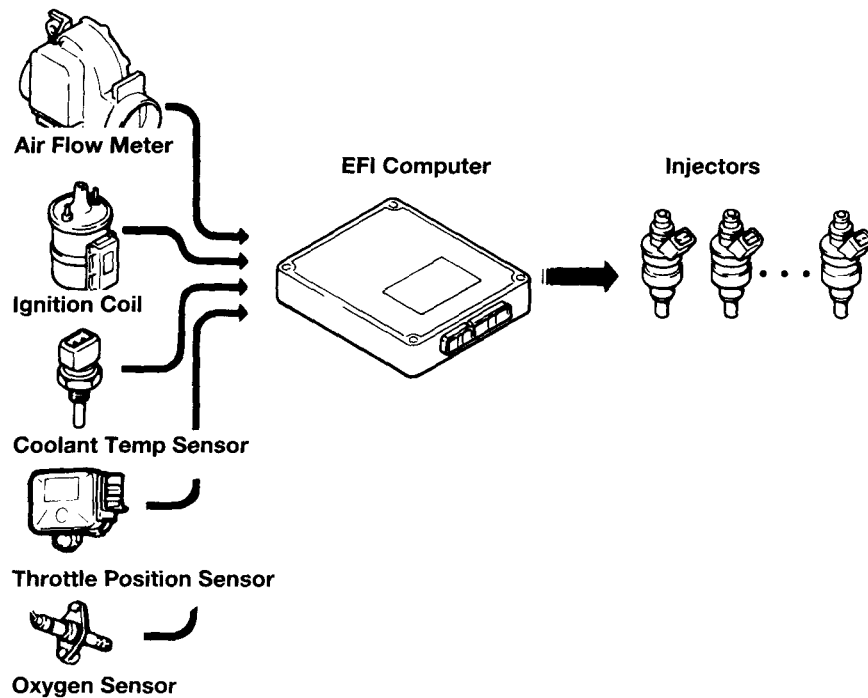 Air Flow Meter
EFI Computer
Injectors
Ignition Coil
Coolant Temp Sensor
Throttle Position Sensor
Oxygen Sensor